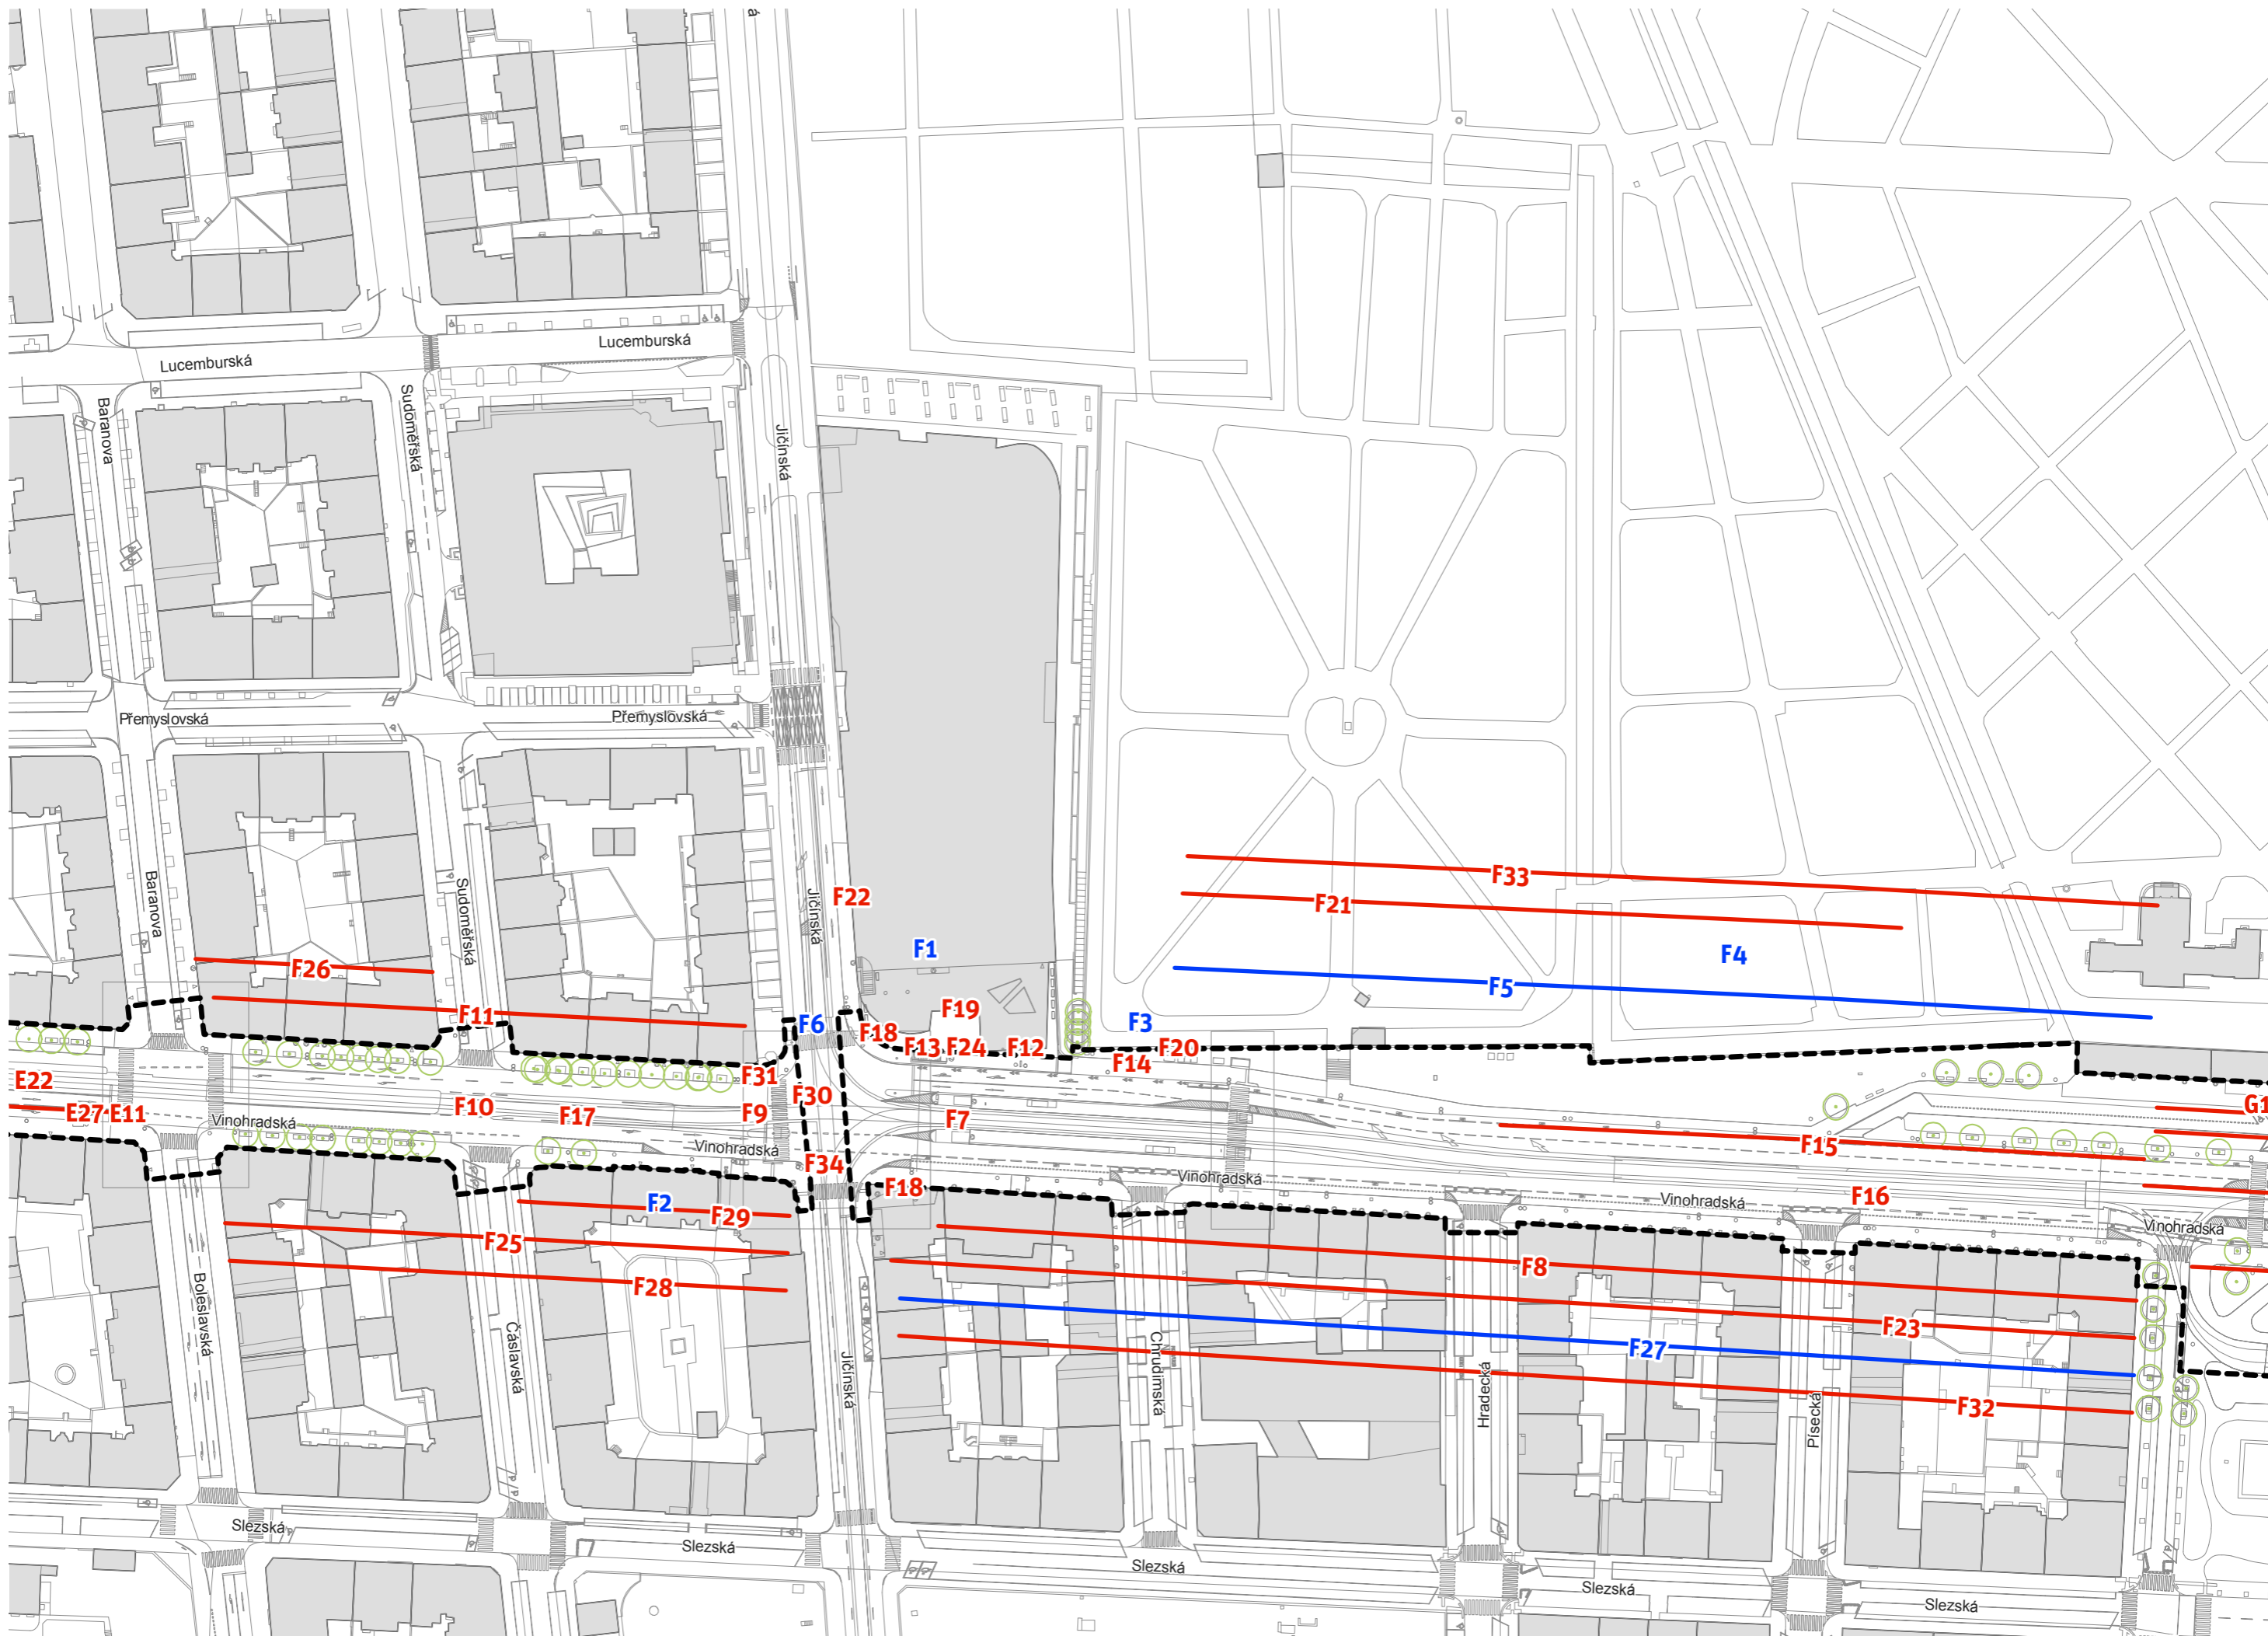 á
Lucemburská
Lucemburská
Baranova
Sudoměřská
Jičínská
Přemyslovská
Přemyslovská
Baranova
Sudoměřská
Jičínská
F22
F33
F21
F1
F4
F26
F5
F11
F6
F19
F3
F18
F13
F24
F12
F14
F20
E22
F31
F30
E27
E11
F10
F17
F9
F7
G1
Vinohradská
Vinohradská
F15
F34
Vinohradská
F18
F16
Vinohradská
F2
F29
Vinohradská
F25
F8
F28
F23
F27
Boleslavská
Čáslavská
Jičínská
Chrudimská
Hradecká
Písecká
F32
Slezská
Slezská
Slezská
Slezská
Slezská